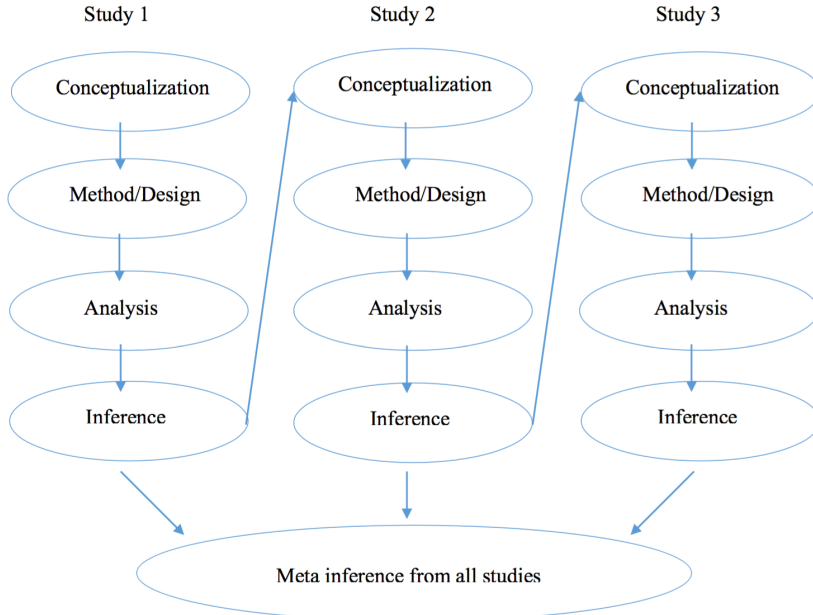 Study 1
Study 2
Study 3
Conceptualization
Conceptualization
Conceptualization
Method/Design
Method/Design
Method/Design
Analysis
Analysis
Analysis
Inference
Inference
Inference
Meta inference from all studies